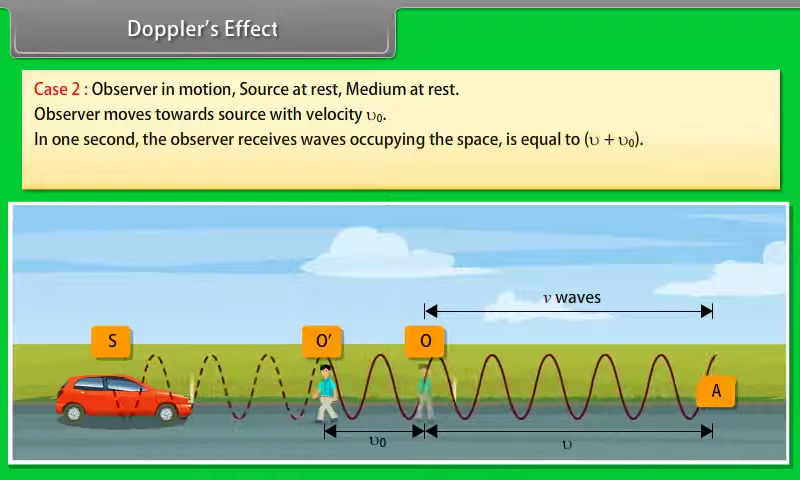 Doppler’s Effect
Case 2 : Observer in motion, Source at rest, Medium at rest.
Observer moves towards source with velocity υ₀.
In one second, the observer receives waves occupying the space, is equal to (υ + υ₀).
ν waves
S
O’
O
A
υ₀
υ